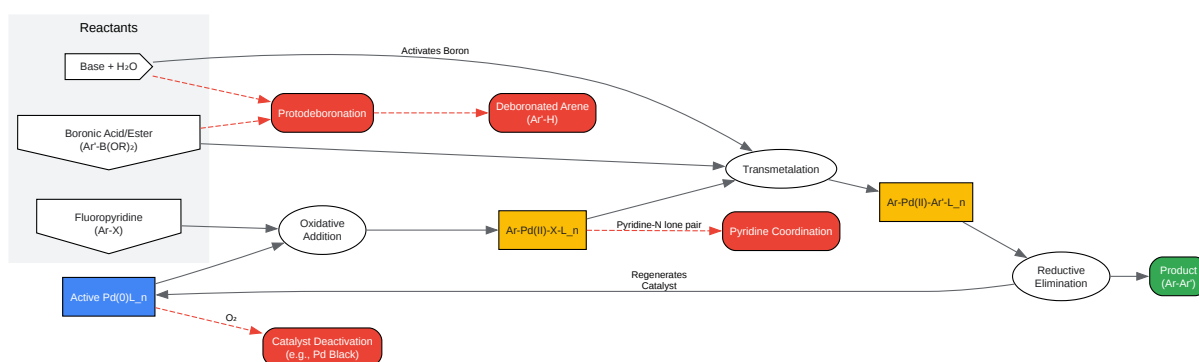 Reactants
Base + H₂O
Activates Boron
Protodeboronation
Deboronated Arene
(Ar'-H)
Boronic Acid/Ester
(Ar'-B(OR)₂)
Transmetalation
Fluoropyridine
(Ar-X)
Oxidative
Addition
Ar-Pd(II)-X-L_n
Pyridine-N lone pair
Pyridine Coordination
Ar-Pd(II)-Ar'-L_n
Reductive
Elimination
Product
(Ar-Ar')
Regenerates
Catalyst
Active Pd(0)L_n
O₂
Catalyst Deactivation
(e.g., Pd Black)